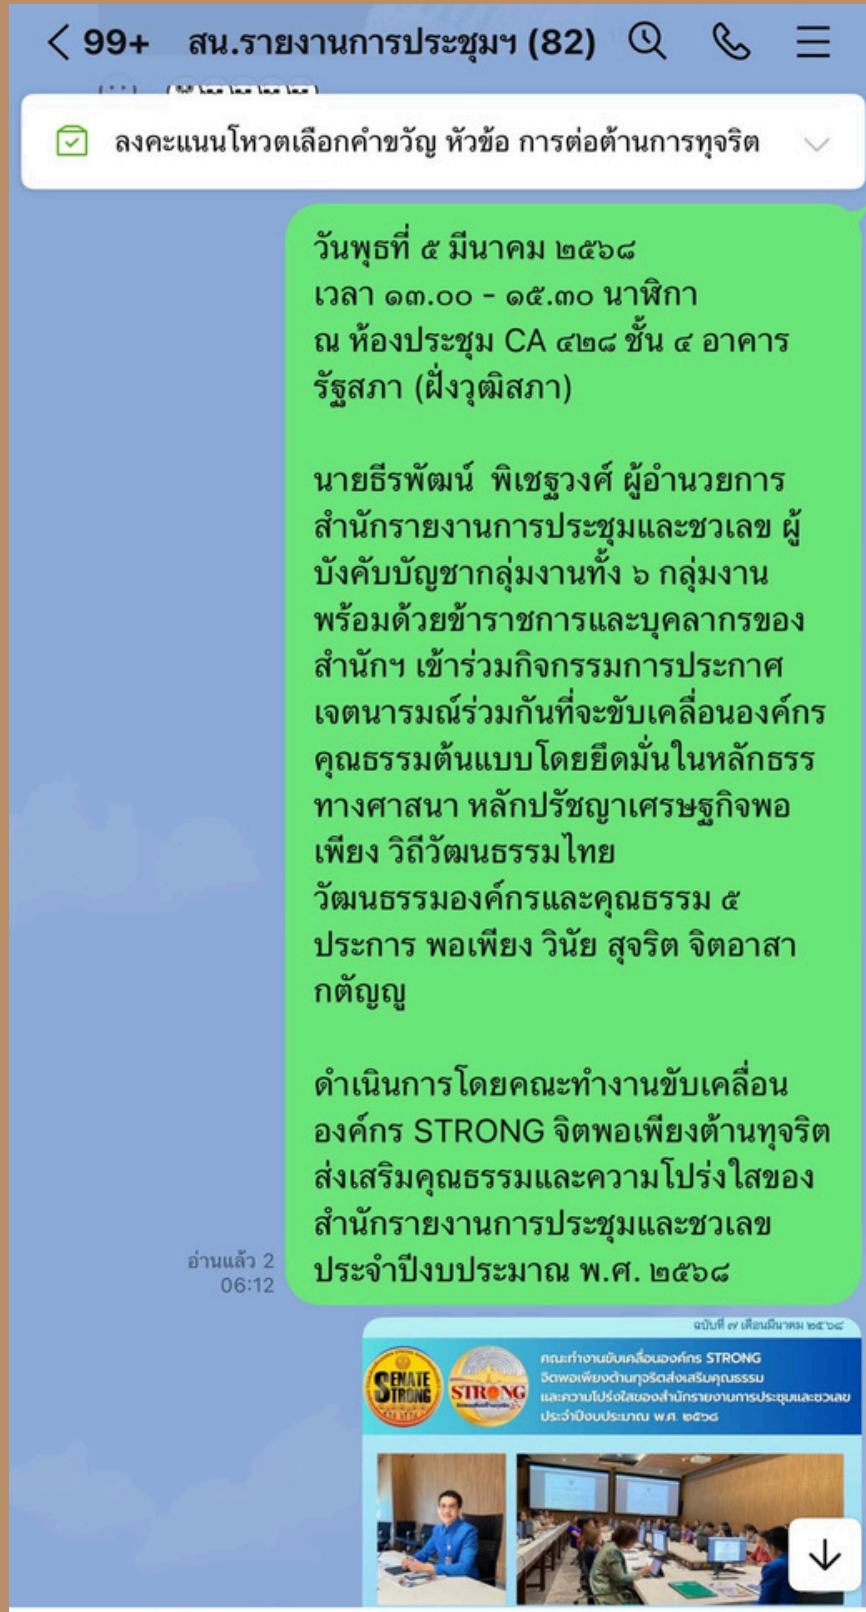 99+ สน.รายงานการประชุมฯ (82)
ลงคะแนนโหวตเลือกคำขวัญ หัวข้อ การต่อต้านการทุจริต
วันพุธที่ ๕ มีนาคม ๒๕๖๘
เวลา ๑๓.๐๐ - ๑๕.๓๐ นาฬิกา
ณ ห้องประชุม CA ๔๒๘ ชั้น ๔ อาคาร
รัฐสภา (ฝั่งวุฒิสภา)
นายธีรพัฒน์ พิเชฐวงศ์ ผู้อำนวยการ
สำนักรายงานการประชุมและชวเลข ผู้
บังคับบัญชากลุ่มงานทั้ง ๖ กลุ่มงาน
พร้อมด้วยข้าราชการและบุคลากรของ
สำนักฯ เข้าร่วมกิจกรรมการประกาศ
เจตนารมณ์ร่วมกันที่จะขับเคลื่อนองค์กร
คุณธรรมต้นแบบโดยยึดมั่นในหลักธรร
ทางศาสนา หลักปรัชญาเศรษฐกิจพอ
เพียง วิถีวัฒนธรรมไทย
วัฒนธรรมองค์กรและคุณธรรม ๕
ประการ พอเพียง วินัย สุจริต จิตอาสา
กตัญญู
ดำเนินการโดยคณะทำงานขับเคลื่อน
องค์กร STRONG จิตพอเพียงต้านทุจริต
ส่งเสริมคุณธรรมและความโปร่งใสของ
สำนักรายงานการประชุมและชวเลข
ประจำปีงบประมาณ พ.ศ. ๒๕๖๘
อ่านแล้ว 2
06:12
ฉบับที่ ๗ เดือนมีนาคม ๒๕๖๘
SENATE
STRONG
STRONG
คณะทำงานขับเคลื่อนองค์กร STRONG
จิตพอเพียงต้านทุจริตส่งเสริมคุณธรรม
และความโปร่งใสของสำนักรายงานการประชุมและชวเลข
ประจำปีงบประมาณ พ.ศ. ๒๕๖๘